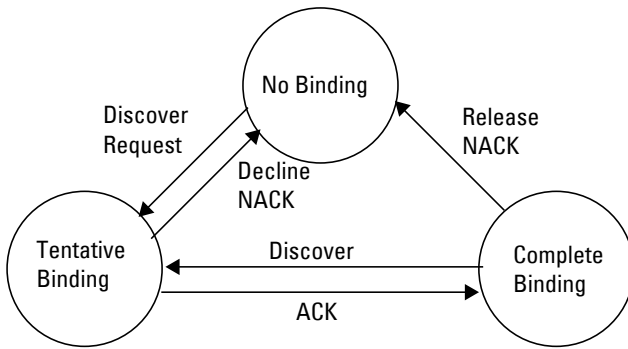 No Binding
Discover
Request
Release
NACK
Decline
NACK
Tentative
Binding
Discover
Complete
Binding
ACK